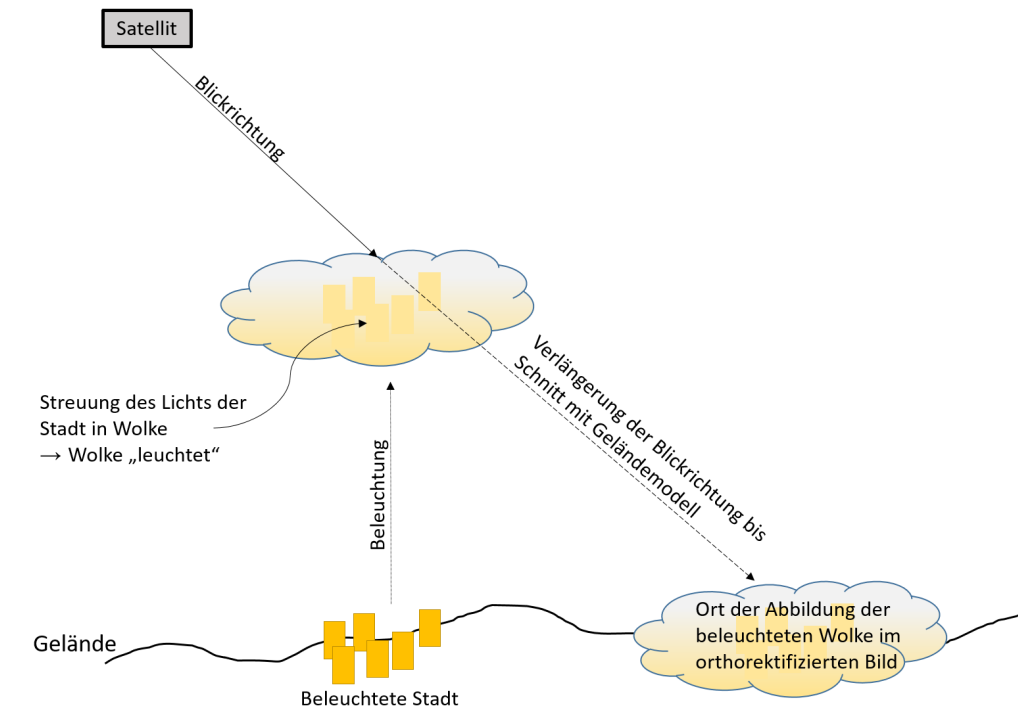 Satellit
Blickrichtung
Verlängerung der Blickrichtung bis
Schnitt mit Geländemodell
Streuung des Lichts der
Stadt in Wolke
→ Wolke „leuchtet“
Beleuchtung
Ort der Abbildung der
beleuchteten Wolke im
orthorektifizierten Bild
Gelände
Beleuchtete Stadt